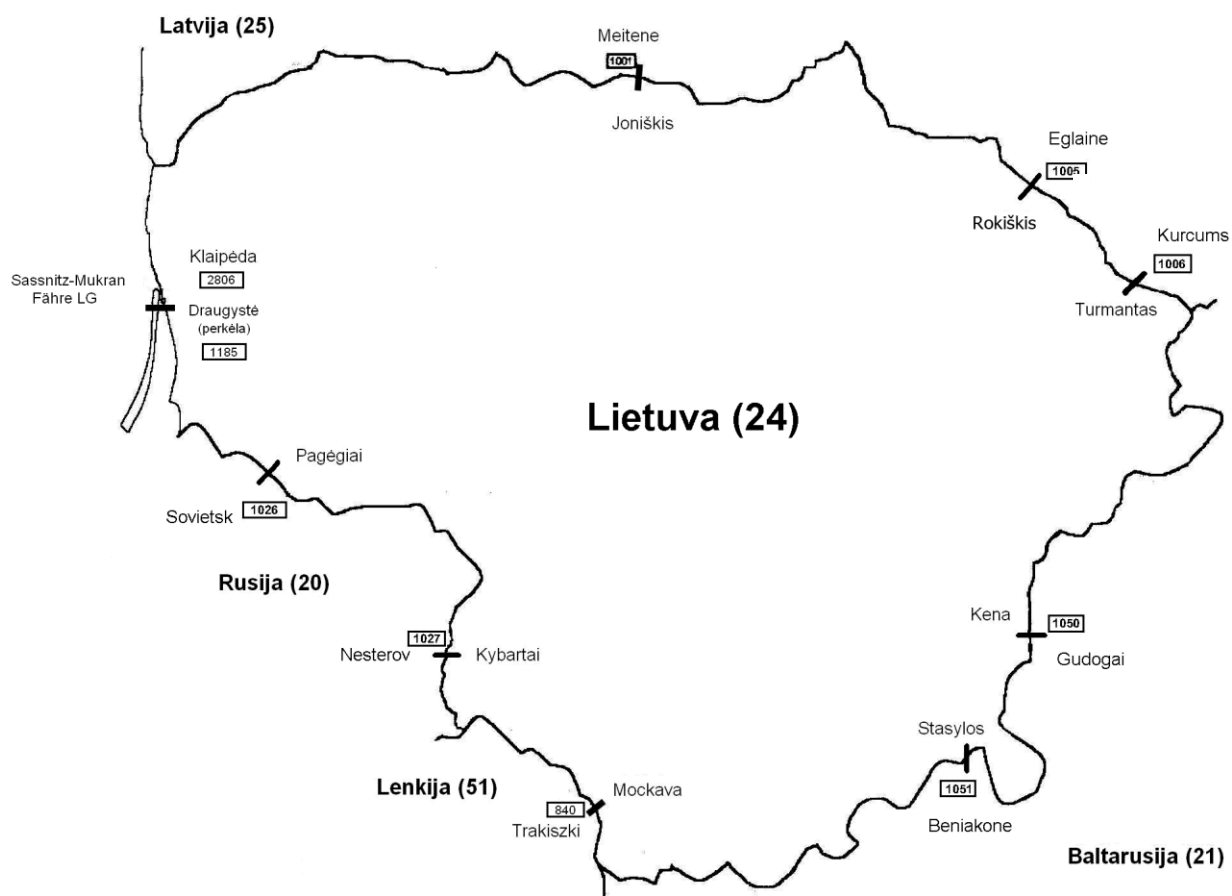 Latvija (25)
Meitene
1001
Joniškis
Eglaine
1005
Rokiškis
Kurcums
1006
Turmantas
Klaipėda
2806
Sassnitz-Mukran
Fähre LG
Draugystė
(perkėla)
1185
Lietuva (24)
Pagėgiai
Sovietsk
1026
Rusija (20)
1027
Nesterov
Kybartai
Kena
1050
Gudogai
Stasylos
1051
Beniakone
Lenkija (51)
Mockava
840
Trakiszki
Baltarusija (21)